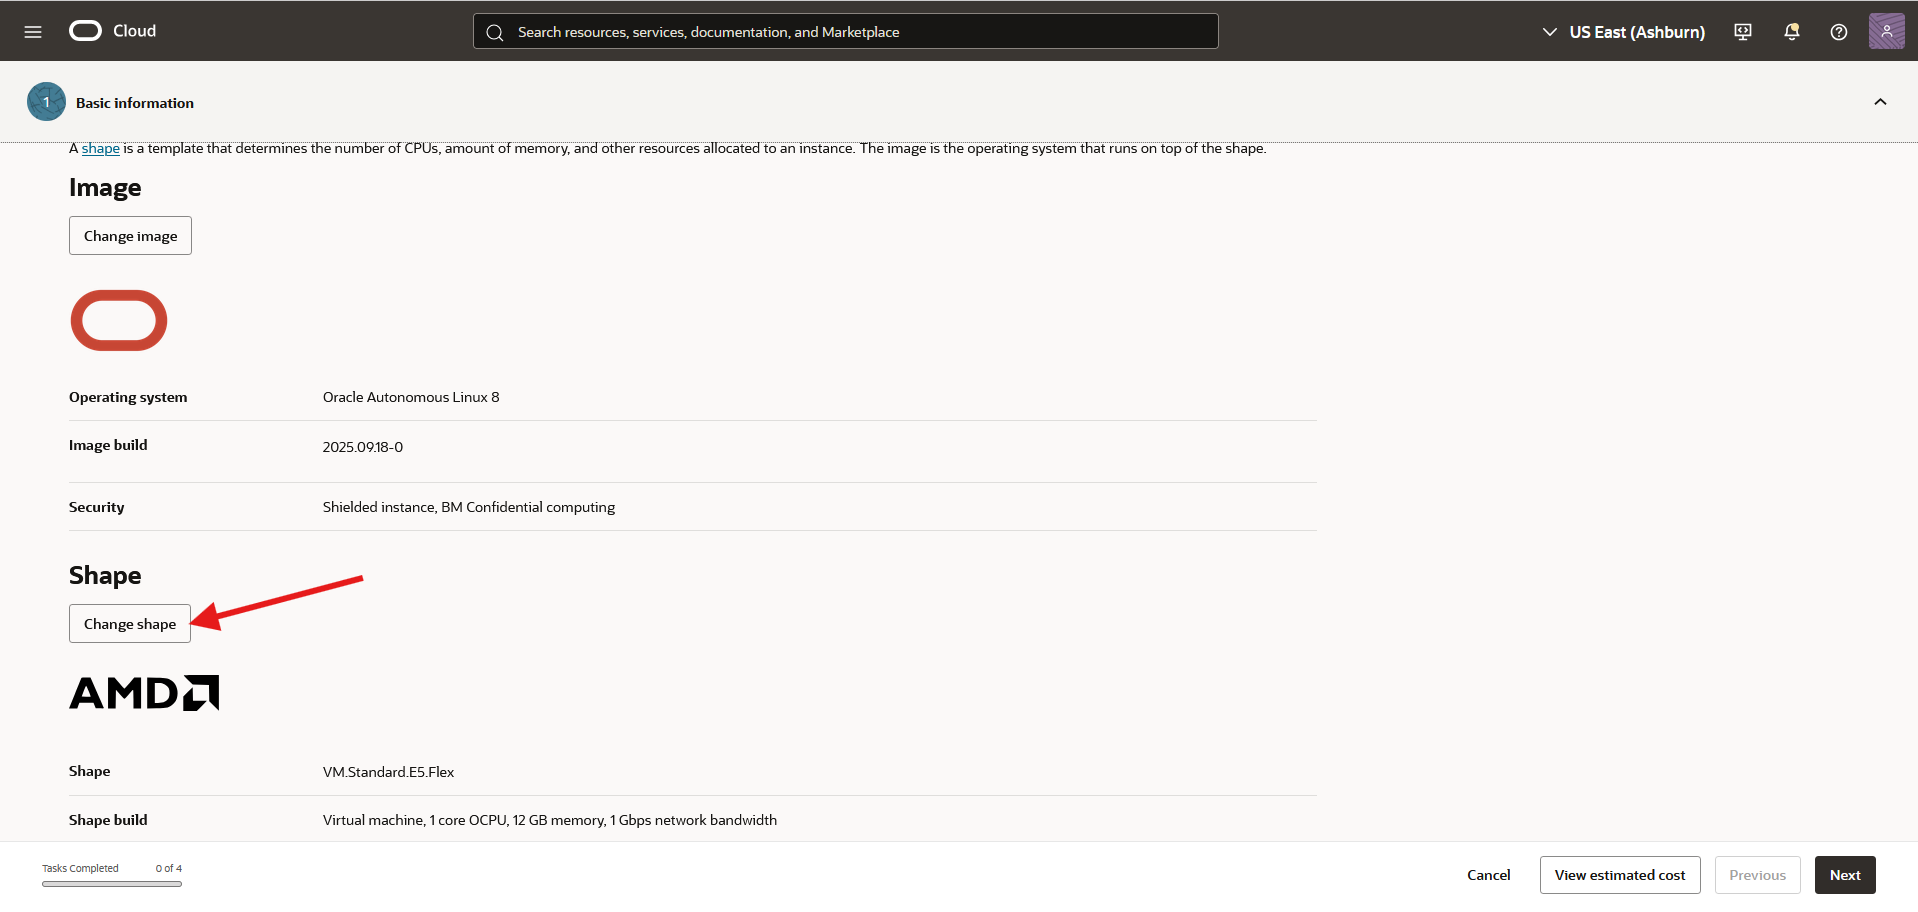 Cloud
Search resources, services, documentation, and Marketplace
US East (Ashburn)
1
Basic information
A shape is a template that determines the number of CPUs, amount of memory, and other resources allocated to an instance. The image is the operating system that runs on top of the shape.
Image
Change image
Operating system Oracle Autonomous Linux 8
Image build 2025.09.18-0
Security Shielded instance, BM Confidential computing
Shape
Change shape
AMD
Shape VM.Standard.E5.Flex
Shape build Virtual machine, 1 core OCPU, 12 GB memory, 1 Gbps network bandwidth
Tasks Completed 0 of 4
Cancel
View estimated cost
Previous
Next